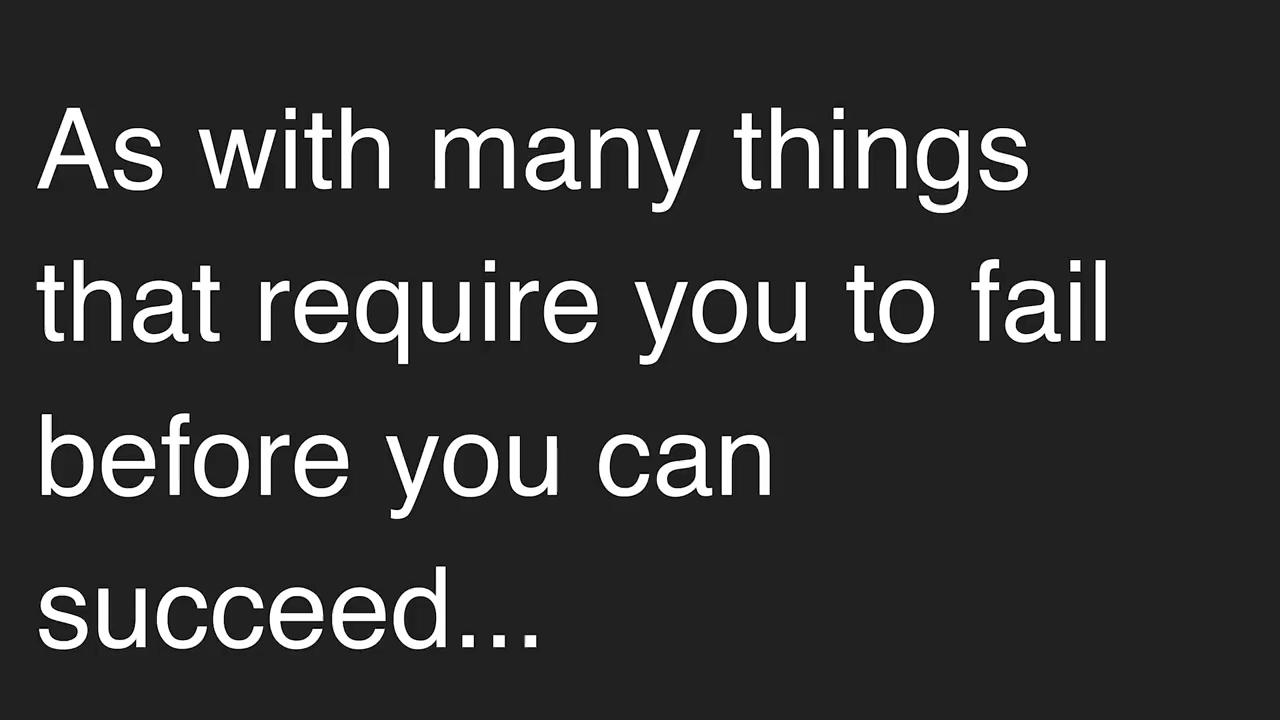 As with many things
that require you to fail
before you can
succeed...